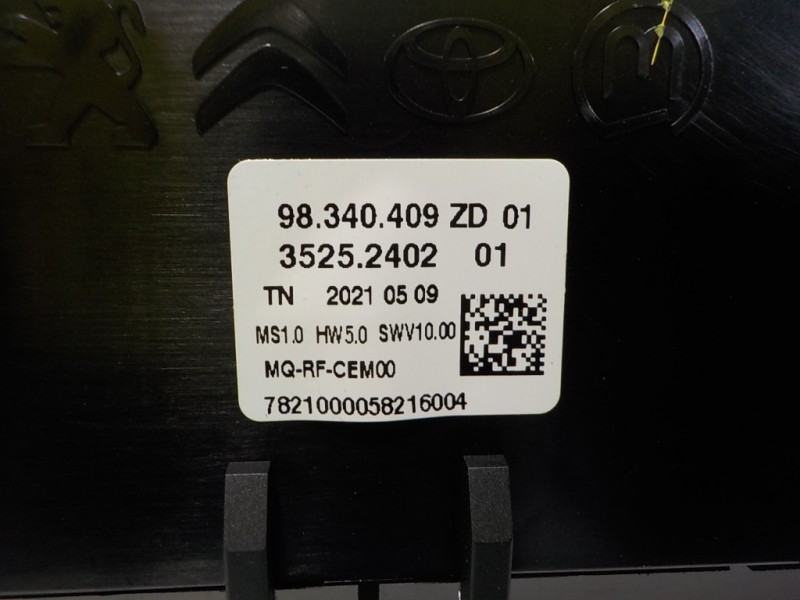 98.340.409 ZD 01
3525.2402 01
TN 2021 05 09
MS1.0 HW5.0 SWV10.00
MQ-RF-CEM00
7821000058216004